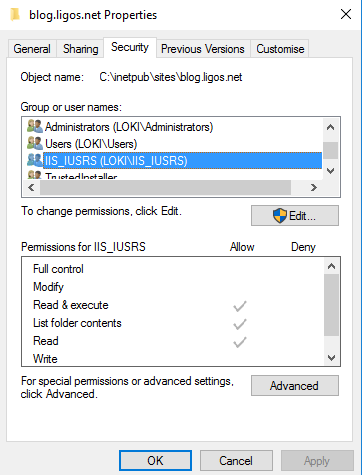 blog.ligos.net Properties
General
Sharing
Security
Previous Versions
Customise
Object name: C:\inetpub\sites\blog.ligos.net
Group or user names:
Administrators (LOKI\Administrators)
Users (LOKI\Users)
IIS_IUSRS (LOKI\IIS_IUSRS)
TrustedInstaller
To change permissions, click Edit.
Edit...
Permissions for IIS_IUSRS Allow Deny
Full control
Modify
Read & execute
List folder contents
Read
Write
For special permissions or advanced settings,
click Advanced.
Advanced
OK
Cancel
Apply